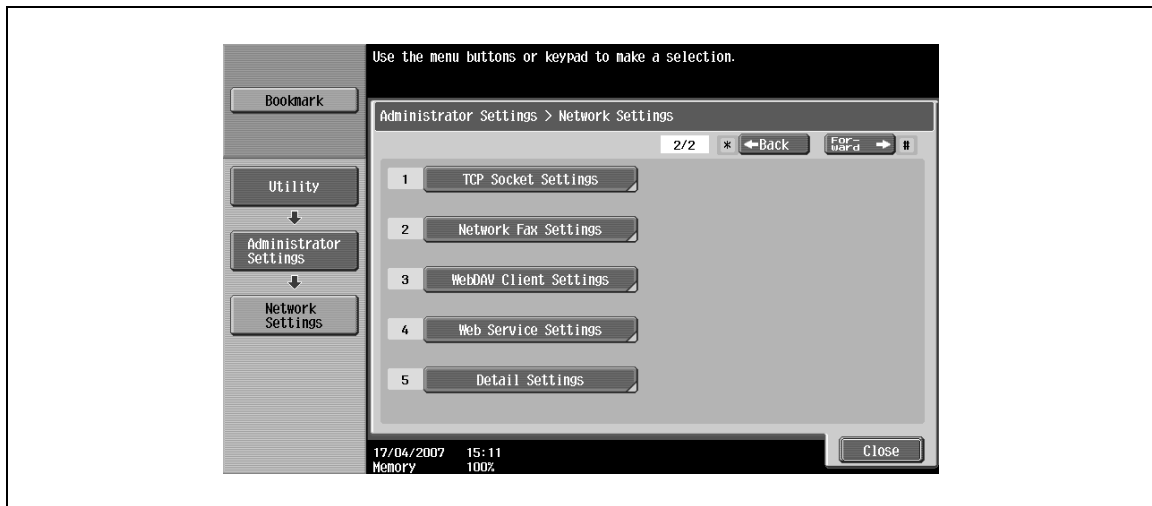 Use the menu buttons or keypad to make a selection.
Bookmark
Administrator Settings > Network Settings
2/2 * ←Back For-ward → #
Utility
Administrator
Settings
Network
Settings
1 TCP Socket Settings
2 Network Fax Settings
3 WebDAV Client Settings
4 Web Service Settings
5 Detail Settings
17/04/2007 15:11
Memory 100%
Close